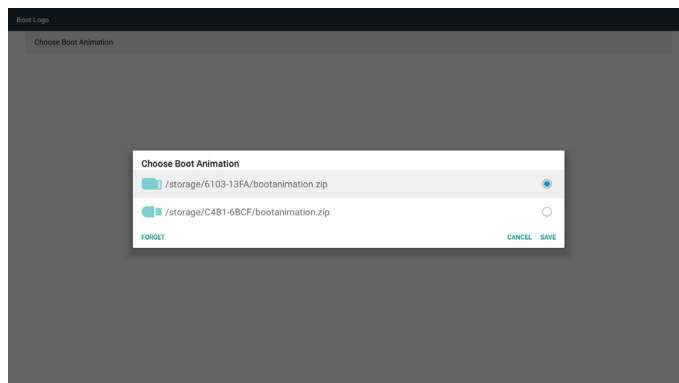 Boot Logo
Choose Boot Animation
Choose Boot Animation
/storage/6103-13FA/bootanimation.zip
/storage/C4B1-6BCF/bootanimation.zip
FORGET CANCEL SAVE